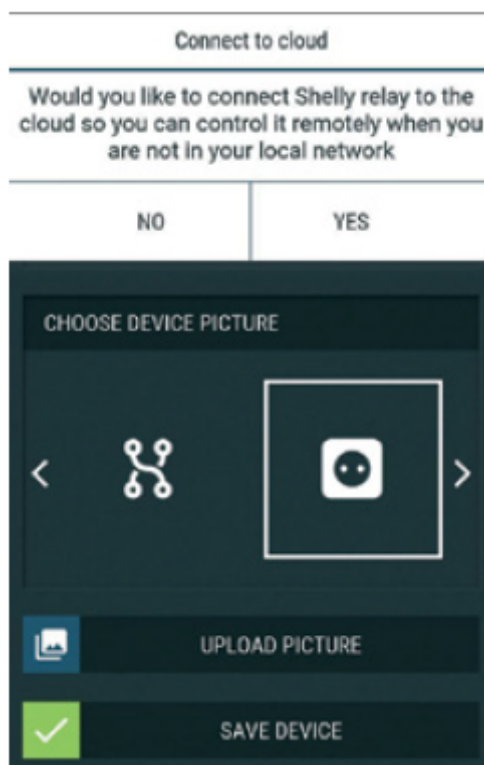 Connect to cloud
Would you like to connect Shelly relay to the
cloud so you can control it remotely when you
are not in your local network
NO
YES
CHOOSE DEVICE PICTURE
UPLOAD PICTURE
SAVE DEVICE